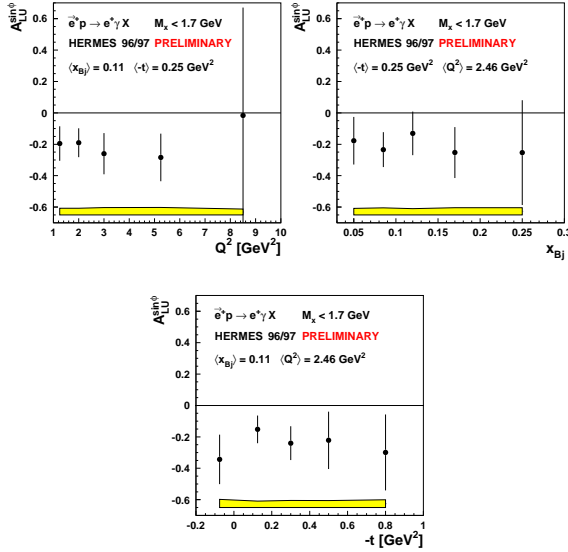 A_LU^sinϕ
e⃗⁺p → e⁺γ X M_x < 1.7 GeV
HERMES 96/97 PRELIMINARY
⟨x_Bj⟩ = 0.11 ⟨-t⟩ = 0.25 GeV²
0.6
0.4
0.2
0
-0.2
-0.4
-0.6
1 2 3 4 5 6 7 8 9 10
Q² [GeV²]
A_LU^sinϕ
e⃗⁺p → e⁺γ X M_x < 1.7 GeV
HERMES 96/97 PRELIMINARY
⟨-t⟩ = 0.25 GeV² ⟨Q²⟩ = 2.46 GeV²
0.6
0.4
0.2
0
-0.2
-0.4
-0.6
0.05 0.1 0.15 0.2 0.25 0.3
x_Bj
A_LU^sinϕ
e⃗⁺p → e⁺γ X M_x < 1.7 GeV
HERMES 96/97 PRELIMINARY
⟨x_Bj⟩ = 0.11 ⟨Q²⟩ = 2.46 GeV²
0.6
0.4
0.2
0
-0.2
-0.4
-0.6
0 0.2 0.4 0.6 0.8 1
-t [GeV²]